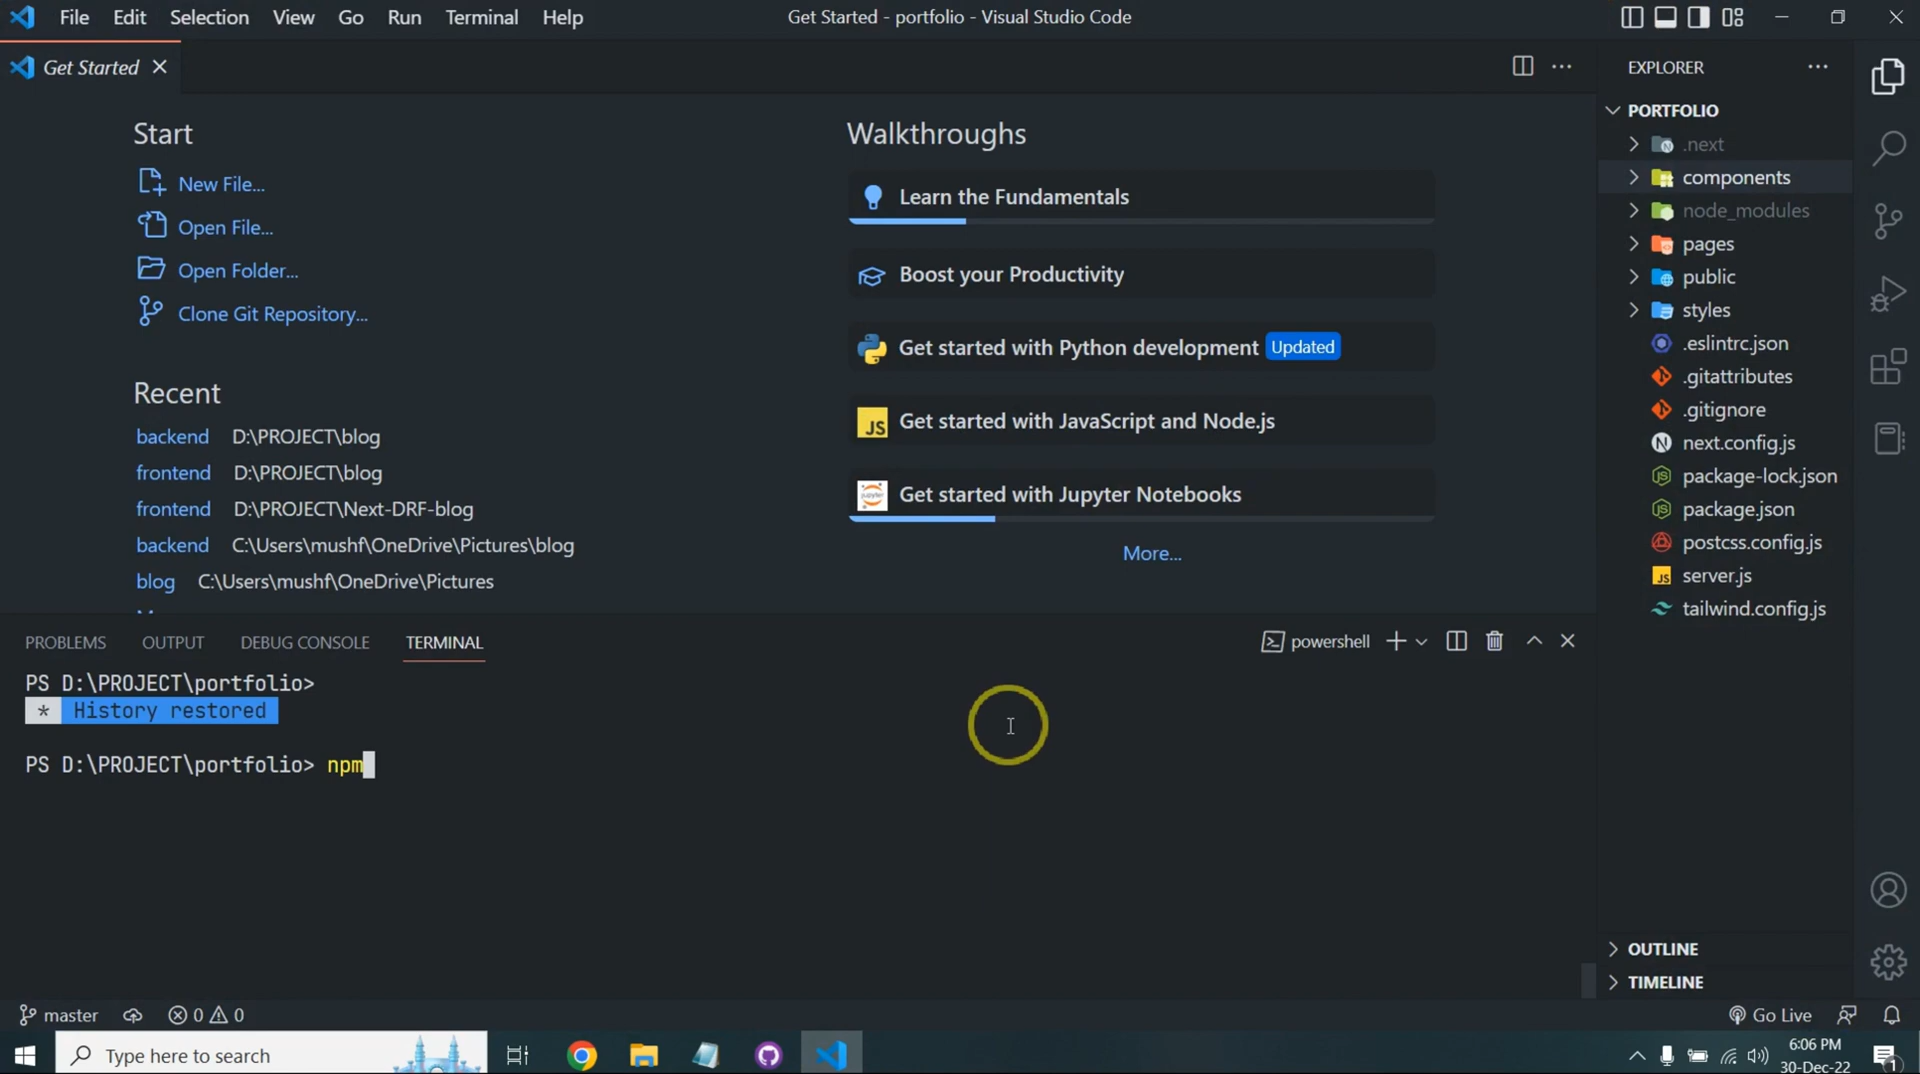 File Edit Selection View Go Run Terminal Help
Get Started - portfolio - Visual Studio Code
Get Started
Start
New File...
Open File...
Open Folder...
Clone Git Repository...
Recent
backend D:\PROJECT\blog
frontend D:\PROJECT\blog
frontend D:\PROJECT\Next-DRF-blog
backend C:\Users\mushf\OneDrive\Pictures\blog
blog C:\Users\mushf\OneDrive\Pictures
Walkthroughs
Learn the Fundamentals
Boost your Productivity
Get started with Python development Updated
JS Get started with JavaScript and Node.js
Get started with Jupyter Notebooks
More...
EXPLORER
PORTFOLIO
.next
components
node_modules
pages
public
styles
.eslintrc.json
.gitattributes
.gitignore
next.config.js
package-lock.json
package.json
postcss.config.js
server.js
tailwind.config.js
OUTLINE
TIMELINE
PROBLEMS OUTPUT DEBUG CONSOLE TERMINAL
powershell
PS D:\PROJECT\portfolio>
* History restored
PS D:\PROJECT\portfolio> npm
master 0 0
Go Live
Type here to search
6:06 PM
30-Dec-22
1